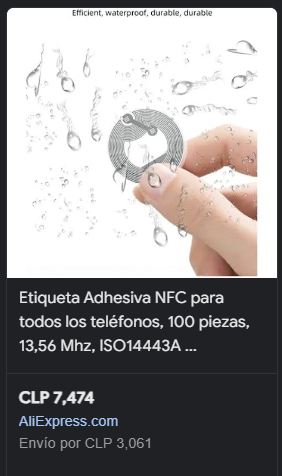 Efficient, waterproof, durable, durable
Etiqueta Adhesiva NFC para
todos los teléfonos, 100 piezas,
13,56 Mhz, ISO14443A ...
CLP 7,474
AliExpress.com
Envío por CLP 3,061